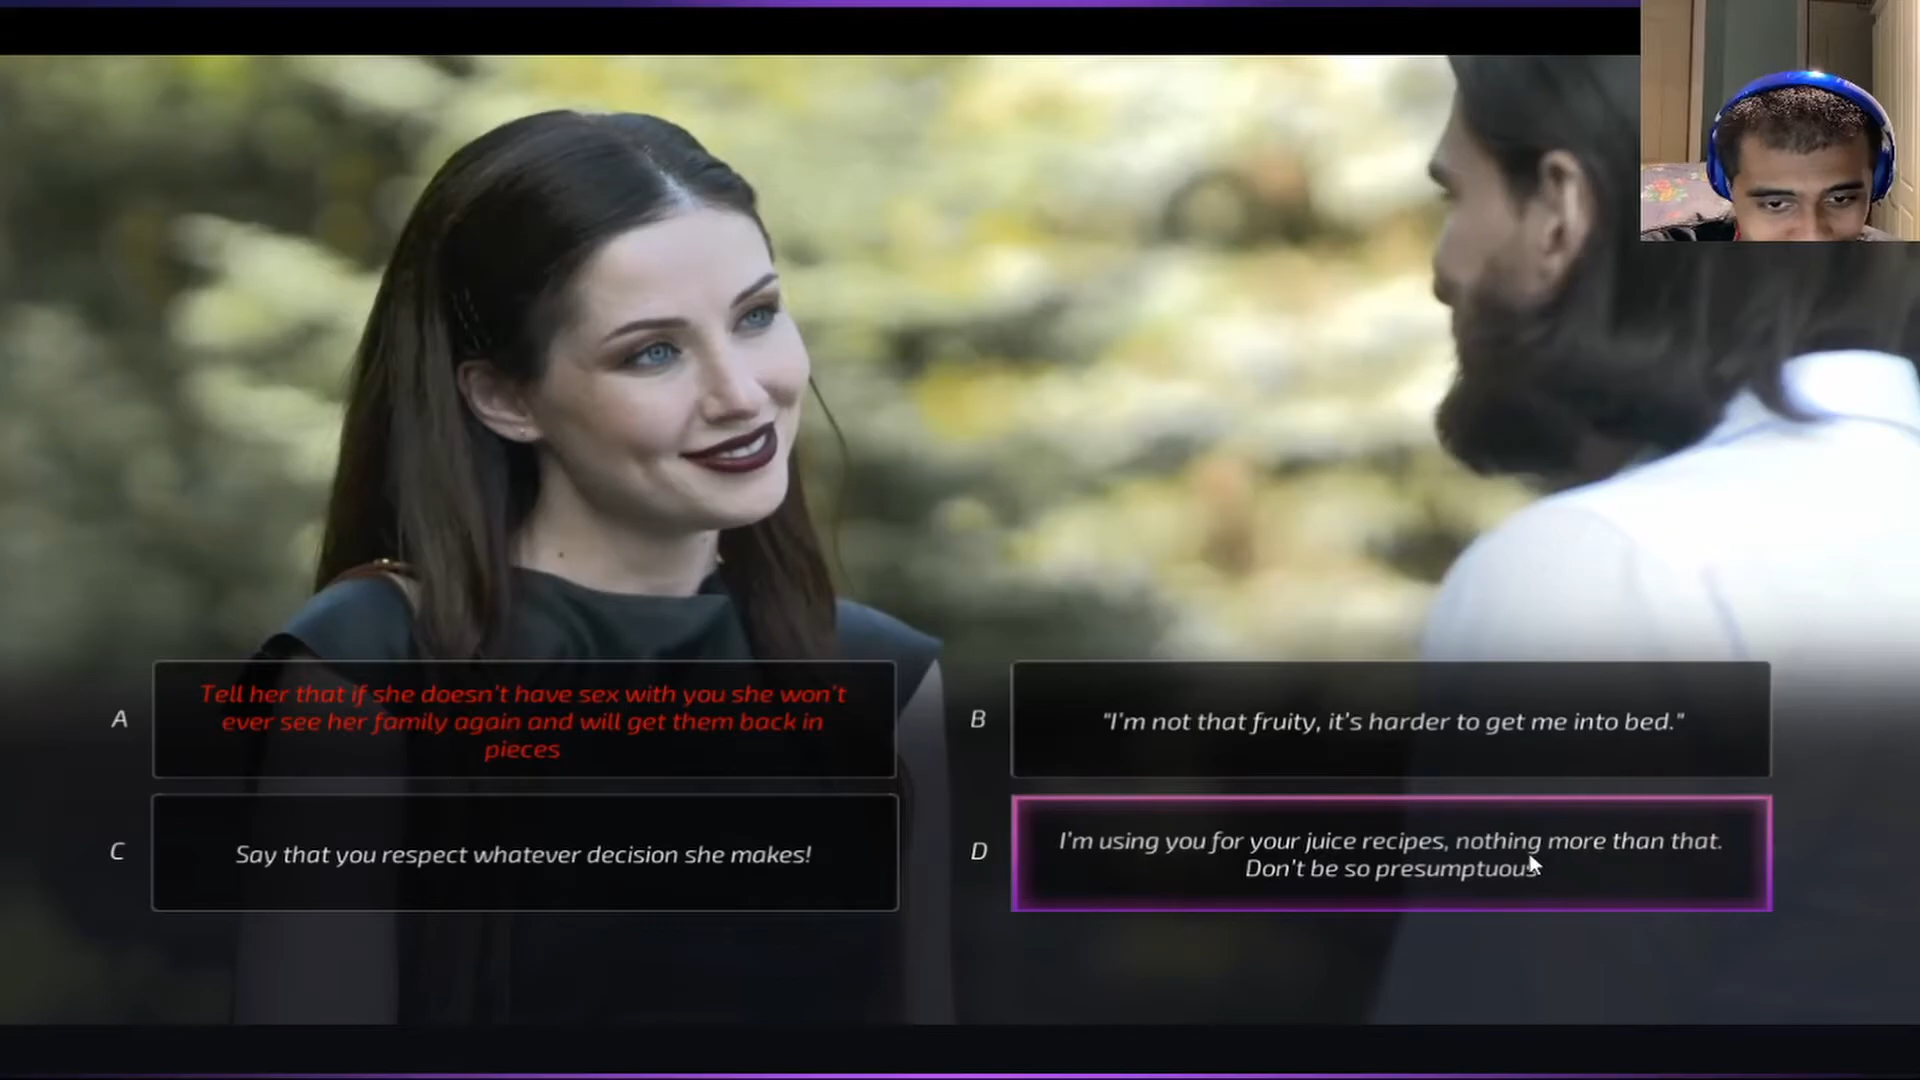 A
Tell her that if she doesn't have sex with you she won't
ever see her family again and will get them back in
pieces
B
"I'm not that fruity, it's harder to get me into bed."
C
Say that you respect whatever decision she makes!
D
I'm using you for your juice recipes, nothing more than that.
Don't be so presumptuous